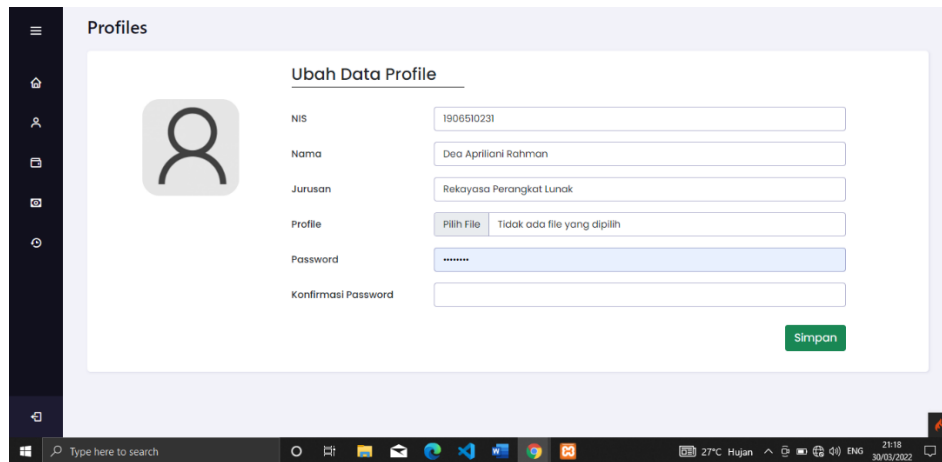 Profiles
Ubah Data Profile
NIS 1906510231
Nama Dea Apriliani Rahman
Jurusan Rekayasa Perangkat Lunak
Profile Pilih File Tidak ada file yang dipilih
Password ••••••••
Konfirmasi Password
Simpan
Type here to search 27°C Hujan ENG 21:18
30/03/2022